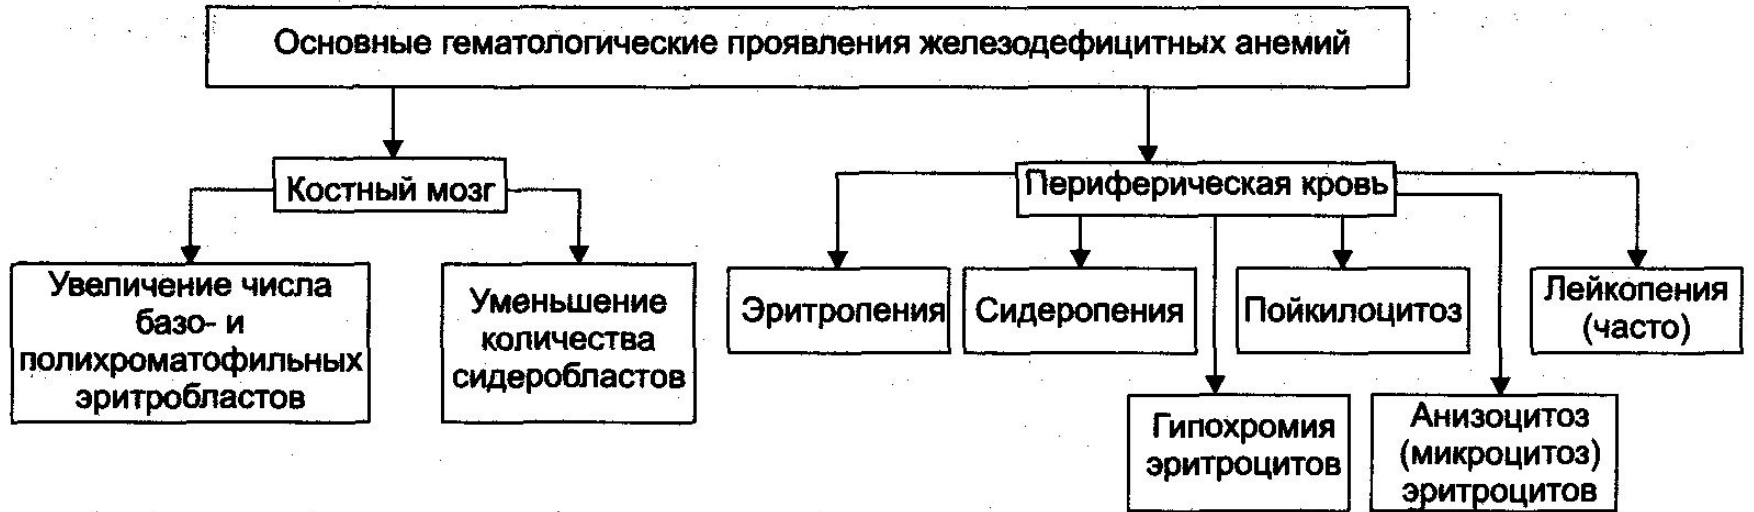 Основные гематологические проявления железодефицитных анемий
Костный мозг
Периферическая кровь
Увеличение числа
базо- и
полихроматофильных
эритробластов
Уменьшение
количества
сидеробластов
Эритропения
Сидеропения
Пойкилоцитоз
Лейкопения
(часто)
Гипохромия
эритроцитов
Анизоцитоз
(микроцитоз)
эритроцитов